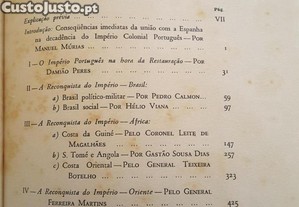 CustoJusto.pt
PÁG
Explicação prévia VII
Introdução: Conseqüências imediatas da união com a Espanha
na decadência do Império Colonial Português — Por
Manuel Múrias 1
I — O Império Português na hora da Restauração — Por
Damião Peres 31
II — A Reconquista do Império — Brasil:
a) Brasil político-militar — Por Pedro Calmon 59
b) Brasil social — Por Hélio Viana 97
III — A Reconquista do Império — África:
a) Costa da Guiné — Pelo Coronel Leite de
Magalhães 147
b) S. Tomé e Angola — Por Gastão Sousa Dias 257
c) Costa Oriental — Pelo General Teixeira
Botelho 323
IV — A Reconquista do Império — Oriente — Pelo General
Ferreira Martins 425